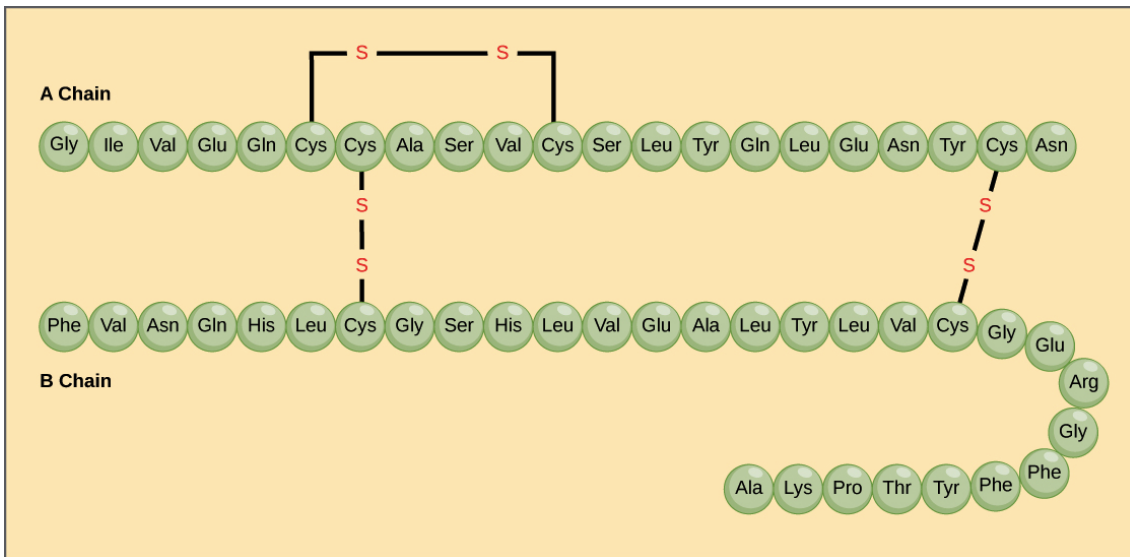 S S
A Chain
Gly Ile Val Glu Gln Cys Cys Ala Ser Val Cys Ser Leu Tyr Gln Leu Glu Asn Tyr Cys Asn
S S
S S
Phe Val Asn Gln His Leu Cys Gly Ser His Leu Val Glu Ala Leu Tyr Leu Val Cys Gly Glu
B Chain
Arg
Gly
Ala Lys Pro Thr Tyr Phe Phe